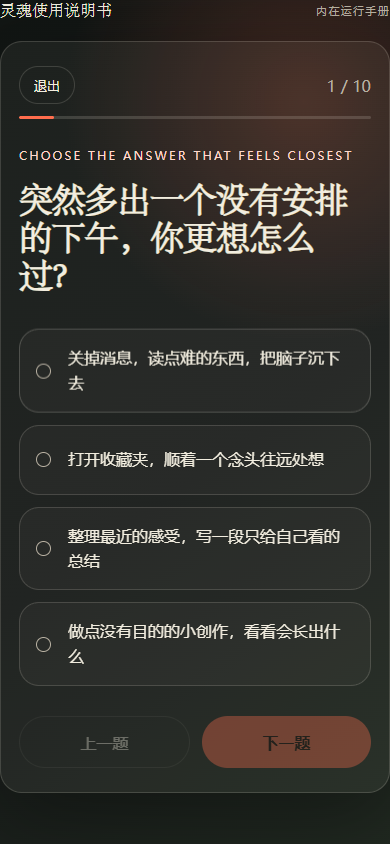 灵魂使用说明书
内在运行手册
退出
1 / 10
CHOOSE THE ANSWER THAT FEELS CLOSEST
突然多出一个没有安排
的下午，你更想怎么
过？
关掉消息，读点难的东西，把脑子沉下
去
打开收藏夹，顺着一个念头往远处想
整理最近的感受，写一段只给自己看的
总结
做点没有目的的小创作，看看会长出什
么
上一题
下一题